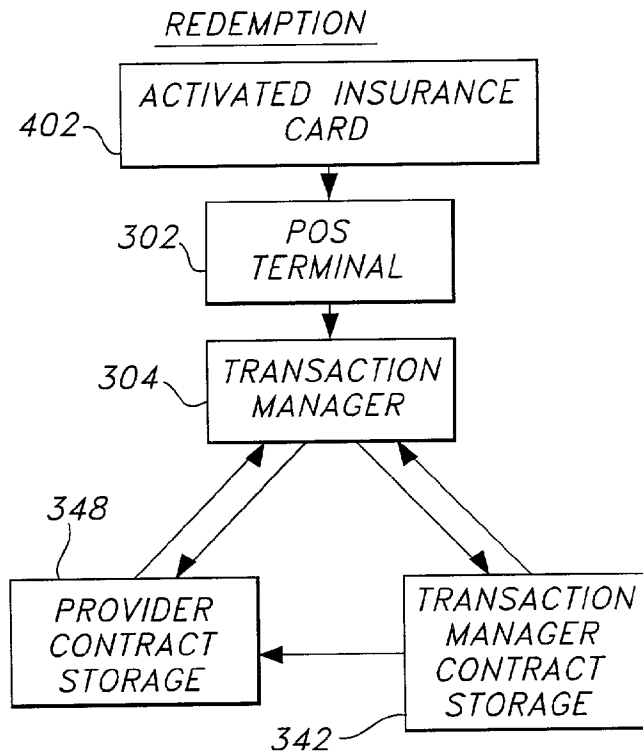 REDEMPTION
ACTIVATED INSURANCE
CARD
402
POS
TERMINAL
302
TRANSACTION
MANAGER
304
348
PROVIDER
CONTRACT
STORAGE
TRANSACTION
MANAGER
CONTRACT
STORAGE
342